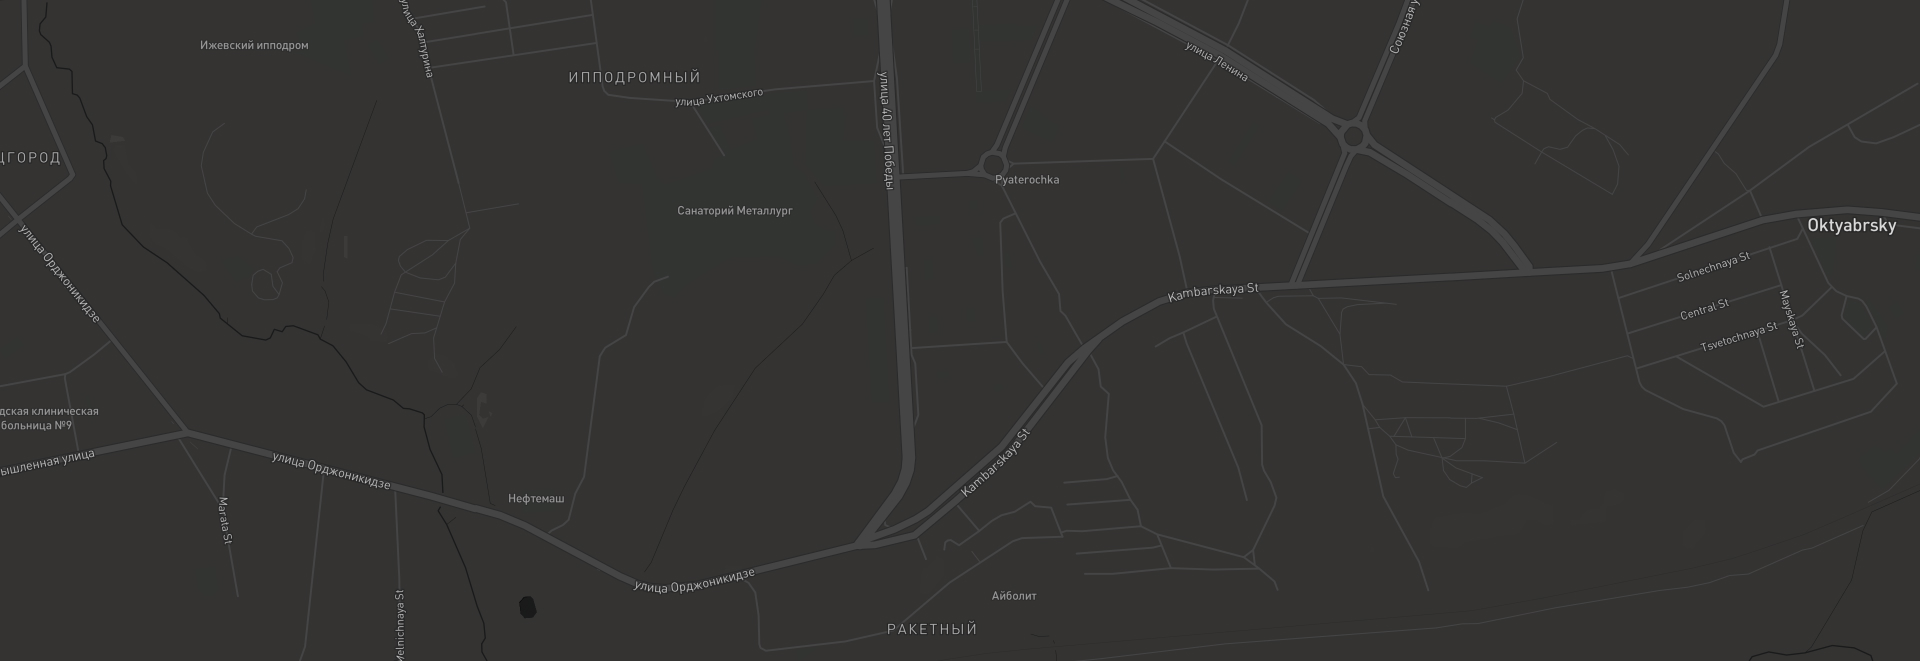 улица Халтурина
Ижевский ипподром
ИППОДРОМНЫЙ
улица Ухтомского
улица 40 лет Победы
улица Ленина
Союзная у
ЦГОРОД
Pyaterochka
Санаторий Металлург
улица Орджоникидзе
Oktyabrsky
Solnechnaya St
Kambarskaya St
Central St
Mayskaya St
Tsvetochnaya St
дская клиническая
больница №9
ышленная улица
улица Орджоникидзе
Kambarskaya St
Нефтемаш
Marata St
улица Орджоникидзе
Айболит
Melnichnaya St
РАКЕТНЫЙ